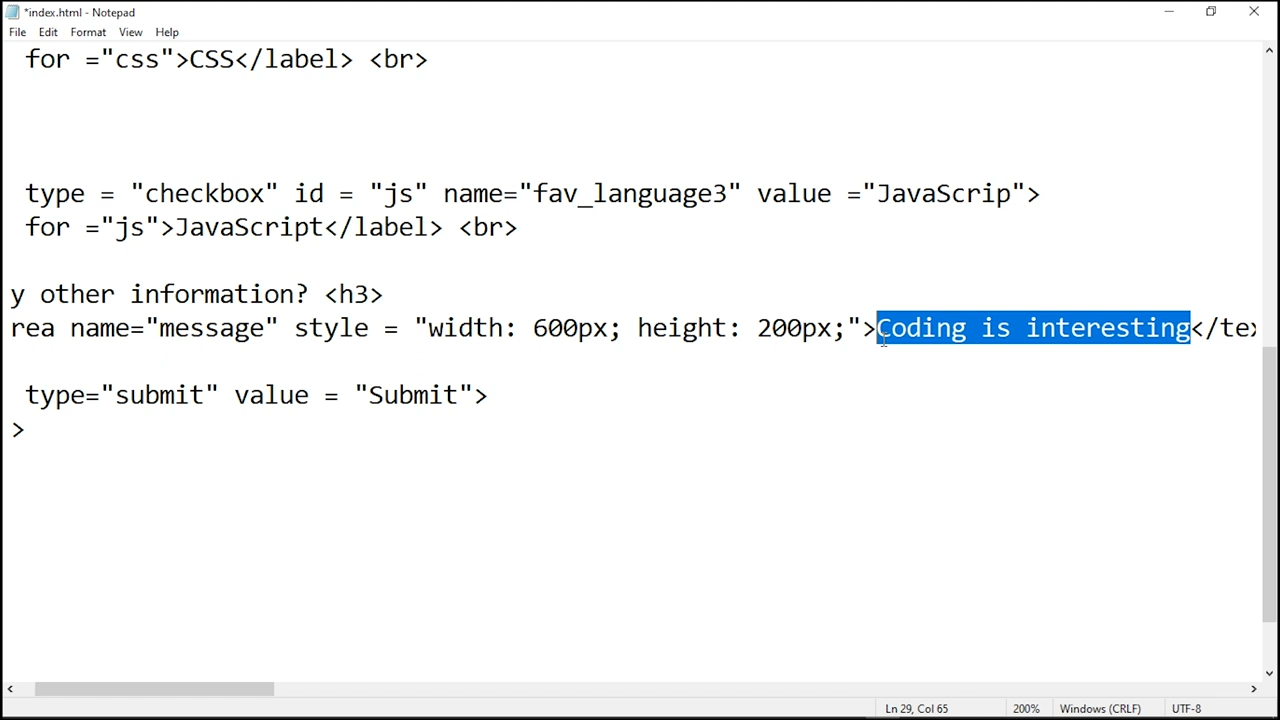 *index.html - Notepad
File Edit Format View Help
for ="css">CSS</label> <br>
type = "checkbox" id = "js" name="fav_language3" value ="JavaScrip">
for ="js">JavaScript</label> <br>
y other information? <h3>
rea name="message" style = "width: 600px; height: 200px;">Coding is interesting</tex
type="submit" value = "Submit">
>
Ln 29, Col 65 200% Windows (CRLF) UTF-8